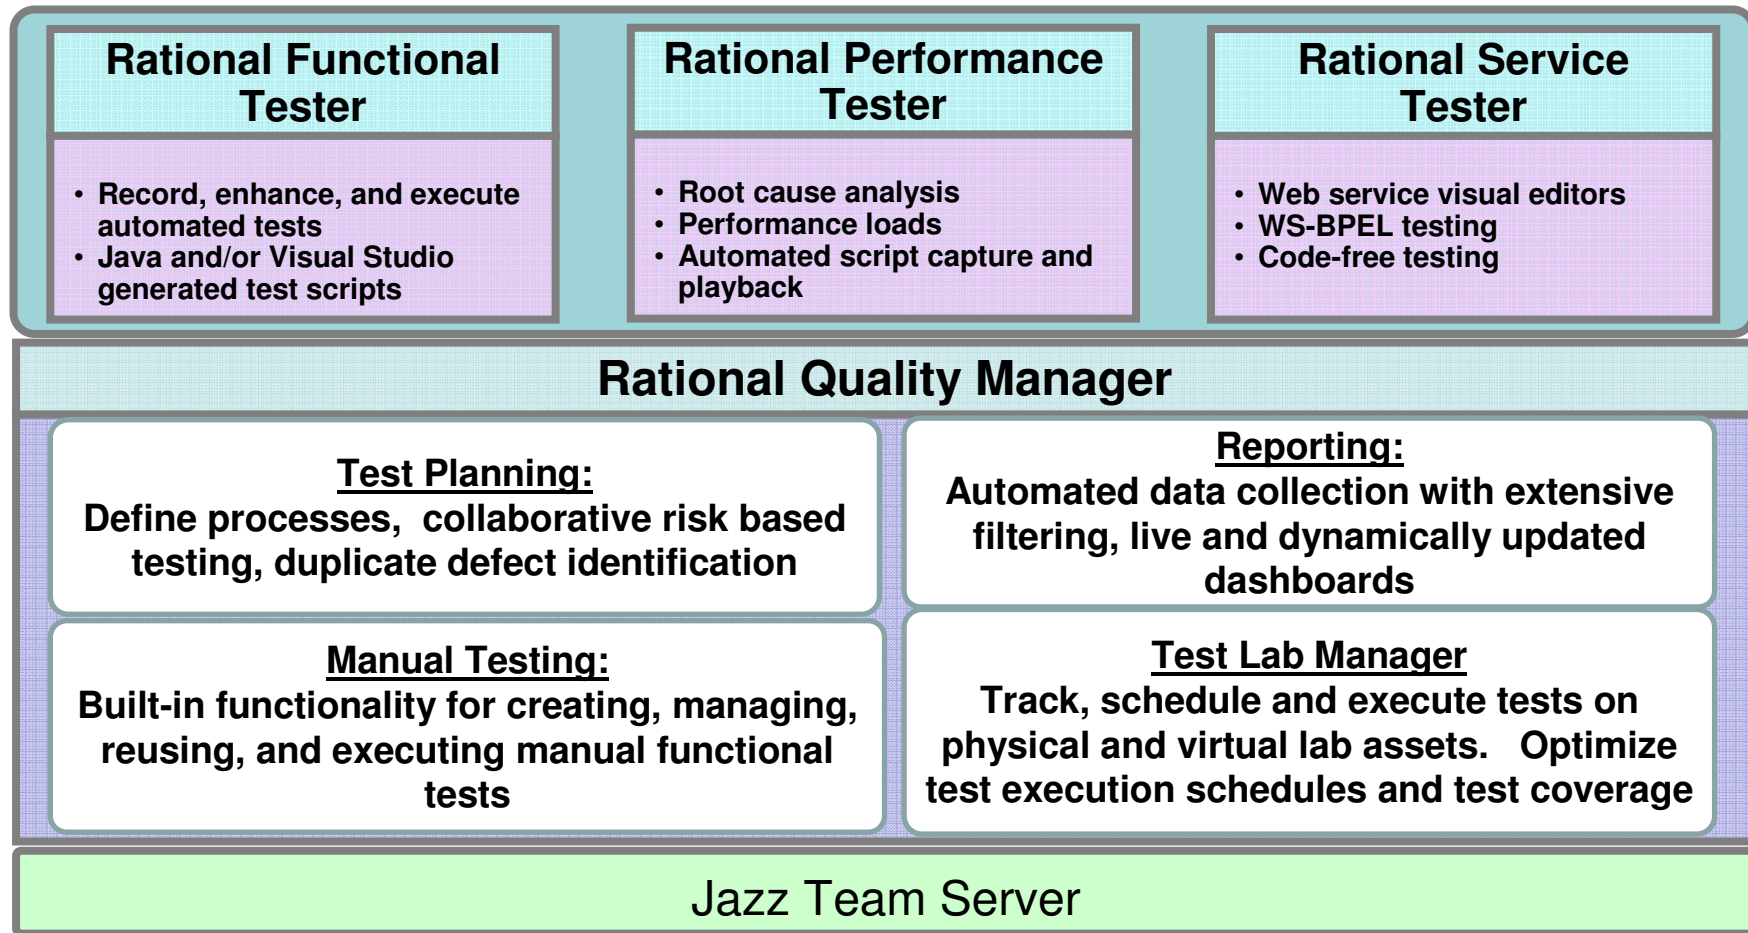 Rational Functional
Tester
• Record, enhance, and execute
automated tests
• Java and/or Visual Studio
generated test scripts
Rational Performance
Tester
• Root cause analysis
• Performance loads
• Automated script capture and
playback
Rational Service
Tester
• Web service visual editors
• WS-BPEL testing
• Code-free testing
Rational Quality Manager
Test Planning:
Define processes,  collaborative risk based
testing, duplicate defect identification
Reporting:
Automated data collection with extensive
filtering, live and dynamically updated
dashboards
Manual Testing:
Built-in functionality for creating, managing,
reusing, and executing manual functional
tests
Test Lab Manager
Track, schedule and execute tests on
physical and virtual lab assets.   Optimize
test execution schedules and test coverage
Jazz Team Server